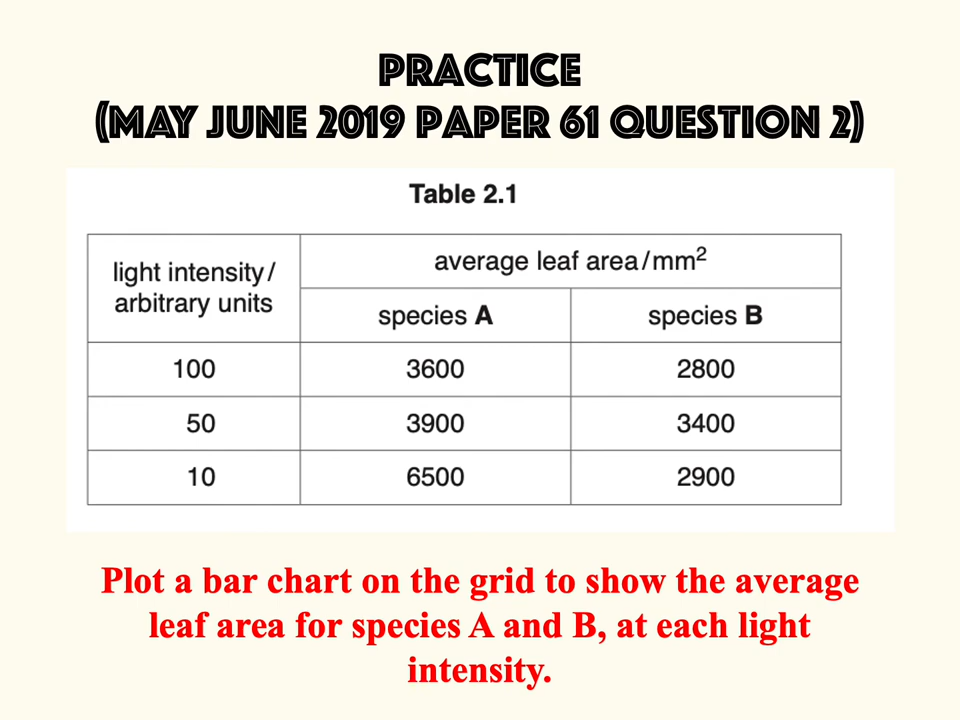 PRACTICE
(MAY JUNE 2019 PAPER 61 QUESTION 2)
Table 2.1
light intensity/
arbitrary units
average leaf area/mm²
species A
species B
100 3600 2800
50 3900 3400
10 6500 2900
Plot a bar chart on the grid to show the average
leaf area for species A and B, at each light
intensity.